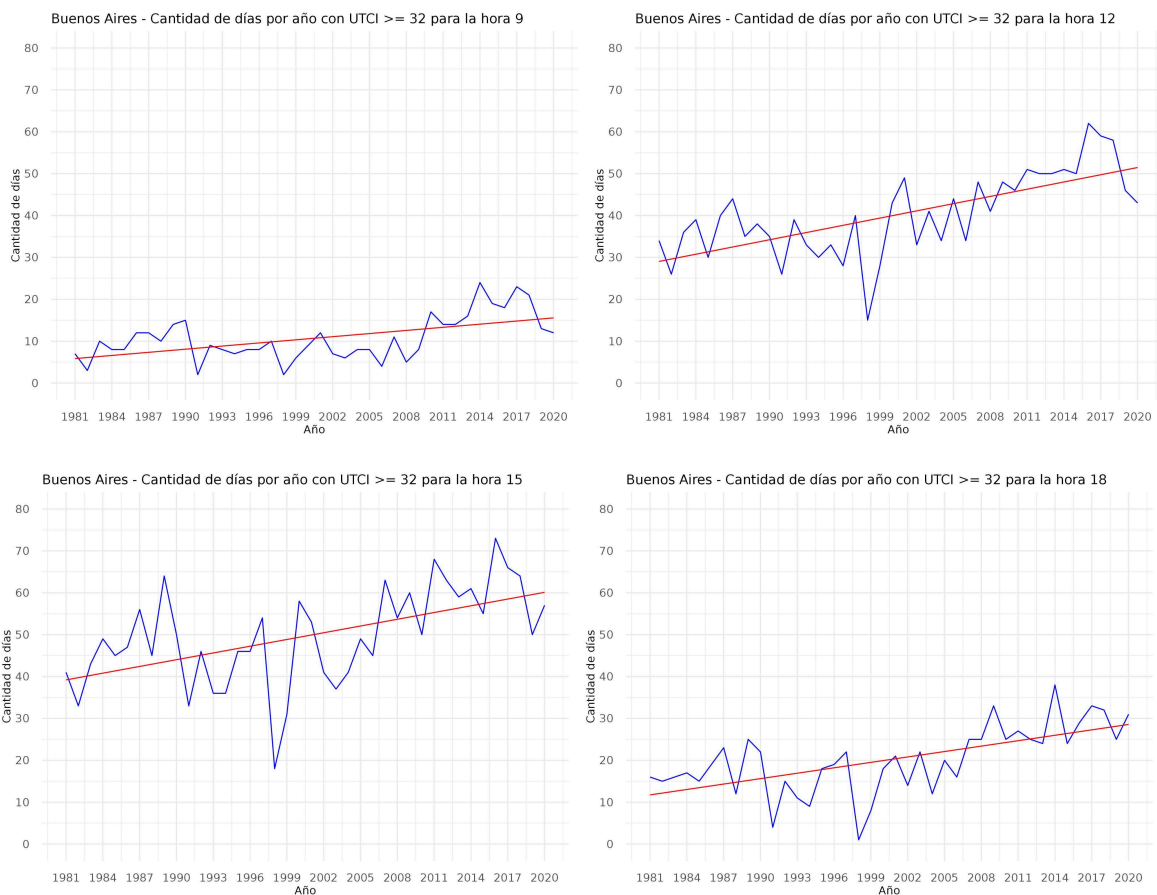 Buenos Aires - Cantidad de días por año con UTCI >= 32 para la hora 9
80
70
60
50
40
30
20
10
0
Cantidad de días
1981 1984 1987 1990 1993 1996 1999 2002 2005 2008 2011 2014 2017 2020
Año
Buenos Aires - Cantidad de días por año con UTCI >= 32 para la hora 12
80
70
60
50
40
30
20
10
0
Cantidad de días
1981 1984 1987 1990 1993 1996 1999 2002 2005 2008 2011 2014 2017 2020
Año
Buenos Aires - Cantidad de días por año con UTCI >= 32 para la hora 15
80
70
60
50
40
30
20
10
0
Cantidad de días
1981 1984 1987 1990 1993 1996 1999 2002 2005 2008 2011 2014 2017 2020
Año
Buenos Aires - Cantidad de días por año con UTCI >= 32 para la hora 18
80
70
60
50
40
30
20
10
0
Cantidad de días
1981 1984 1987 1990 1993 1996 1999 2002 2005 2008 2011 2014 2017 2020
Año